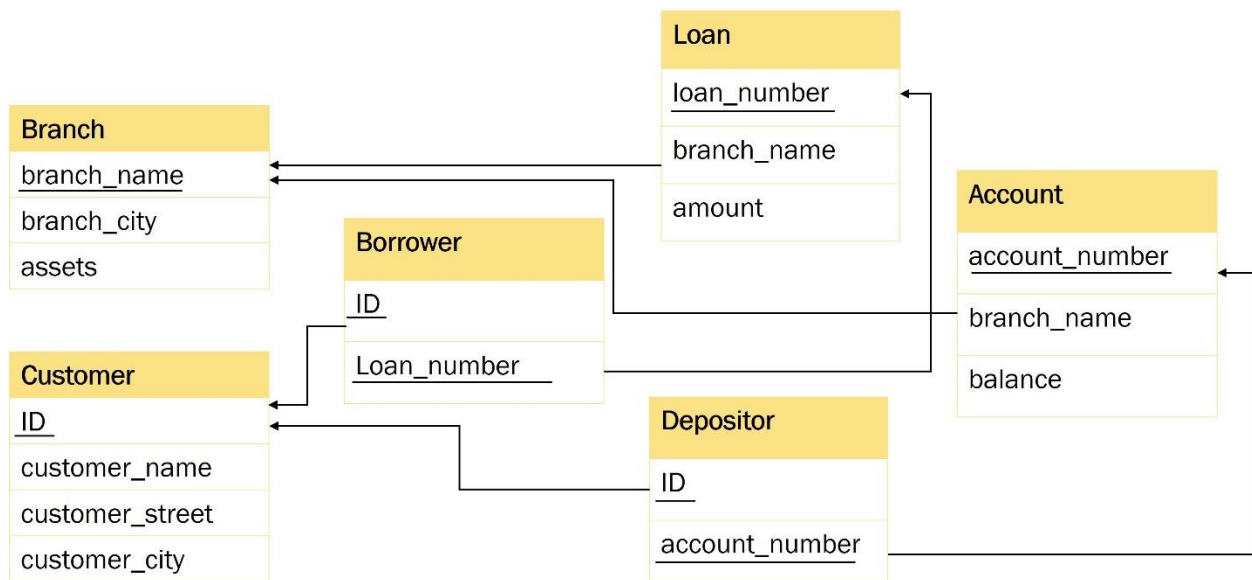 Branch
branch_name
branch_city
assets
Customer
ID
customer_name
customer_street
customer_city
Borrower
ID
Loan_number
Loan
loan_number
branch_name
amount
Depositor
ID
account_number
Account
account_number
branch_name
balance